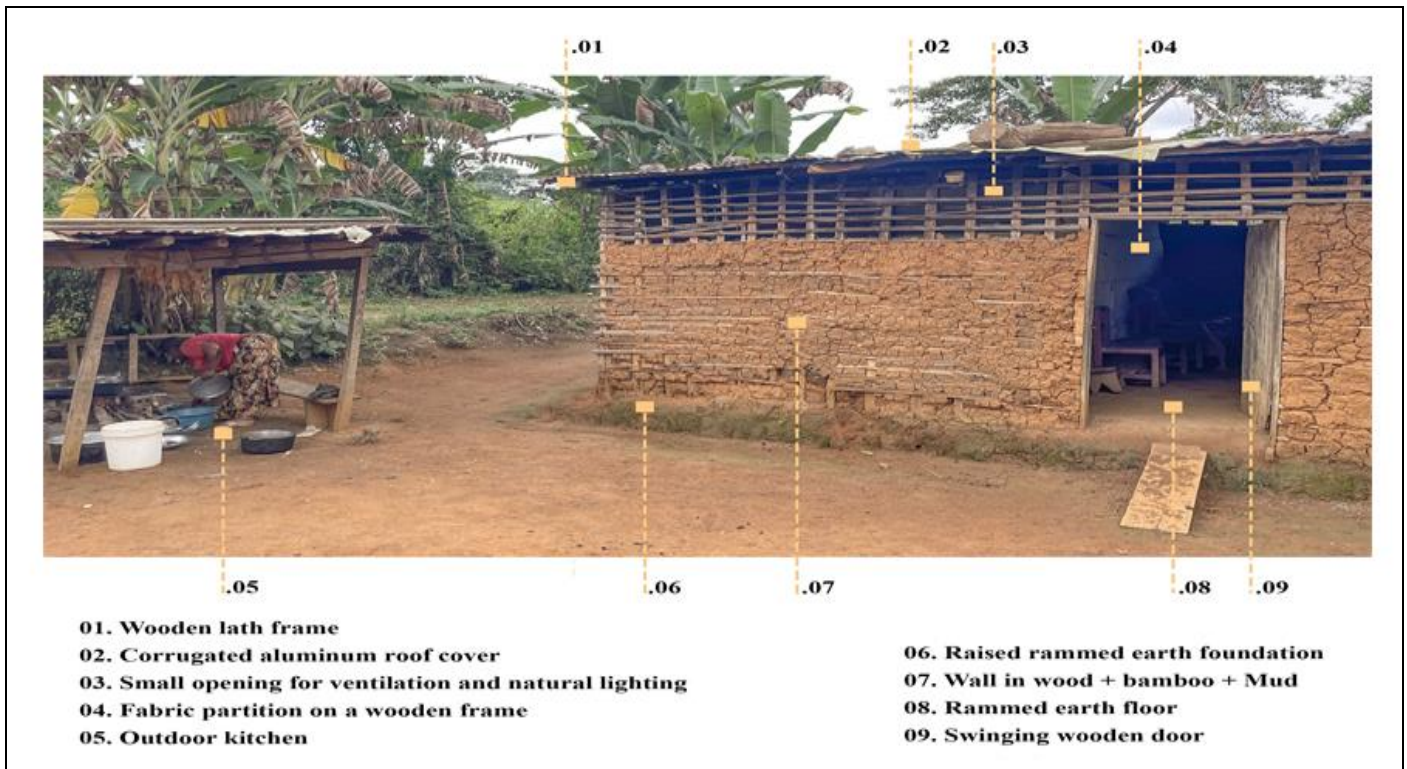 .01
.02
.03
.04
.05
.06
.07
.08
.09
01. Wooden lath frame
02. Corrugated aluminum roof cover
03. Small opening for ventilation and natural lighting
04. Fabric partition on a wooden frame
05. Outdoor kitchen
06. Raised rammed earth foundation
07. Wall in wood + bamboo + Mud
08. Rammed earth floor
09. Swinging wooden door